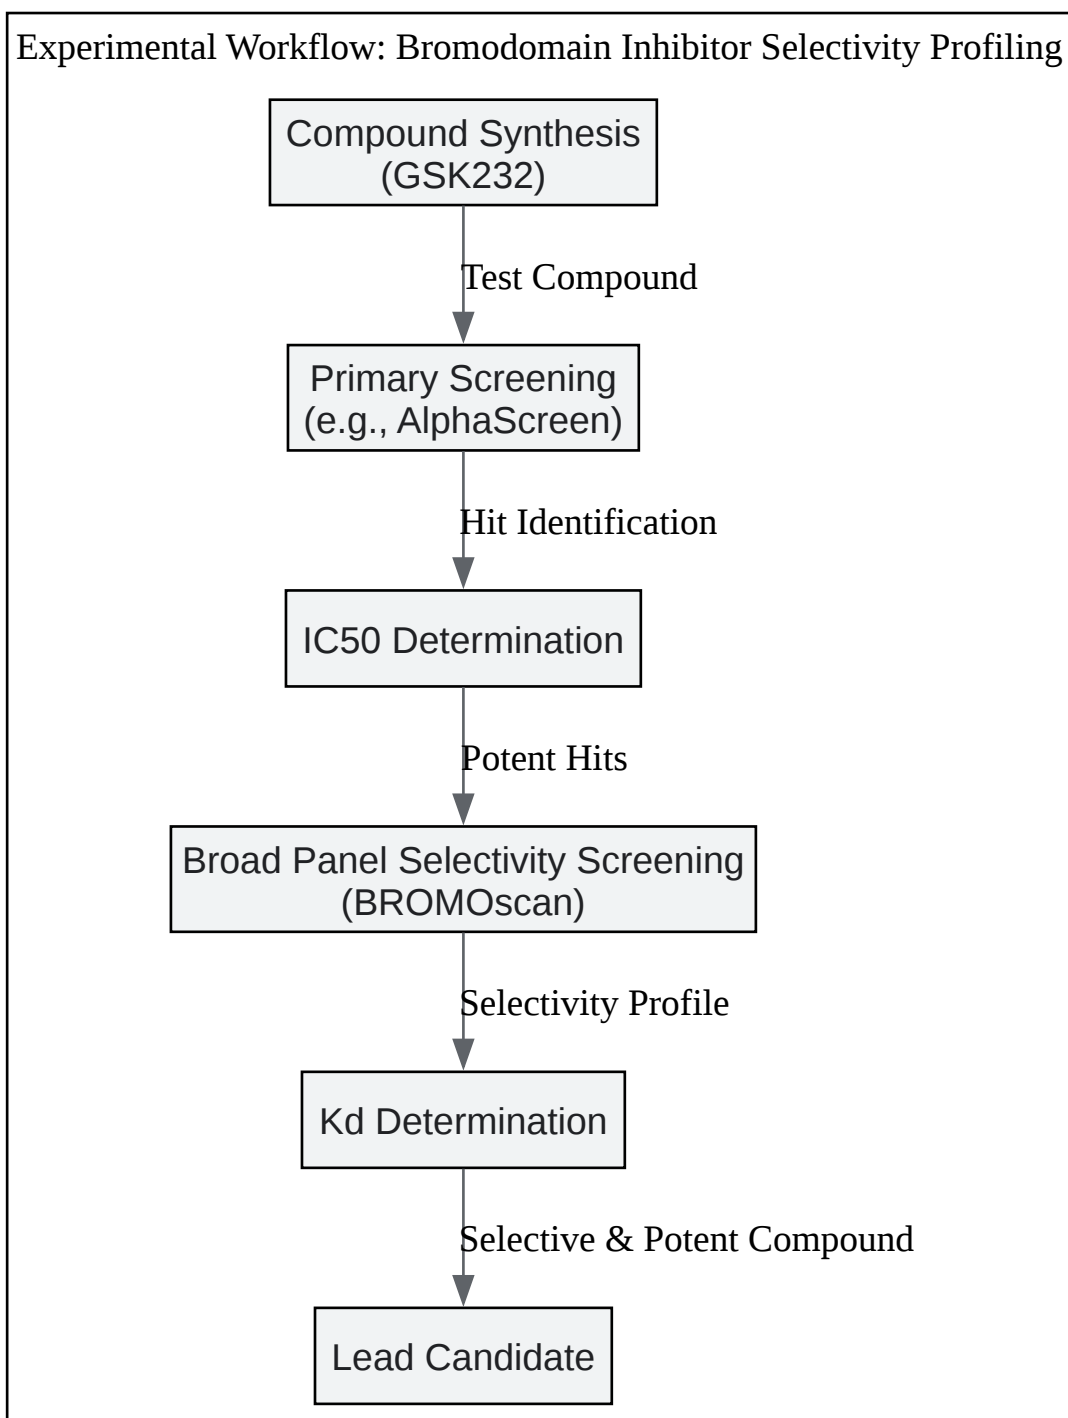 Experimental Workflow: Bromodomain Inhibitor Selectivity Profiling
Compound Synthesis
(GSK232)
Test Compound
Primary Screening
(e.g., AlphaScreen)
Hit Identification
IC50 Determination
Potent Hits
Broad Panel Selectivity Screening
(BROMOscan)
Selectivity Profile
Kd Determination
Selective & Potent Compound
Lead Candidate